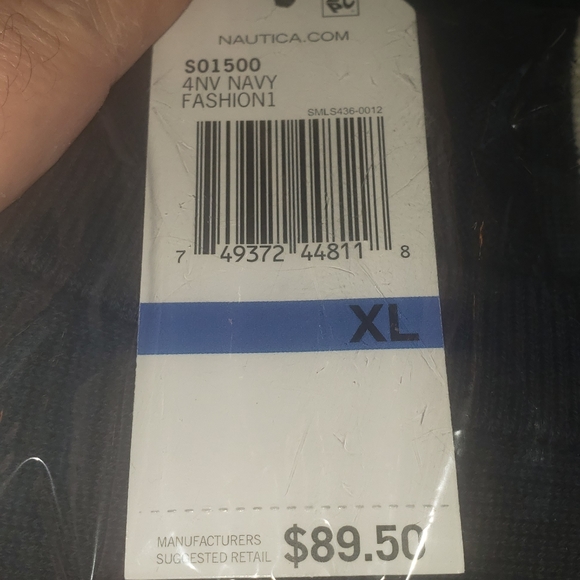 NAUTICA.COM
S01500
4NV NAVY
FASHION1
SMLS436-0012
7 49372 44811 8
XL
MANUFACTURERS
SUGGESTED RETAIL $89.50